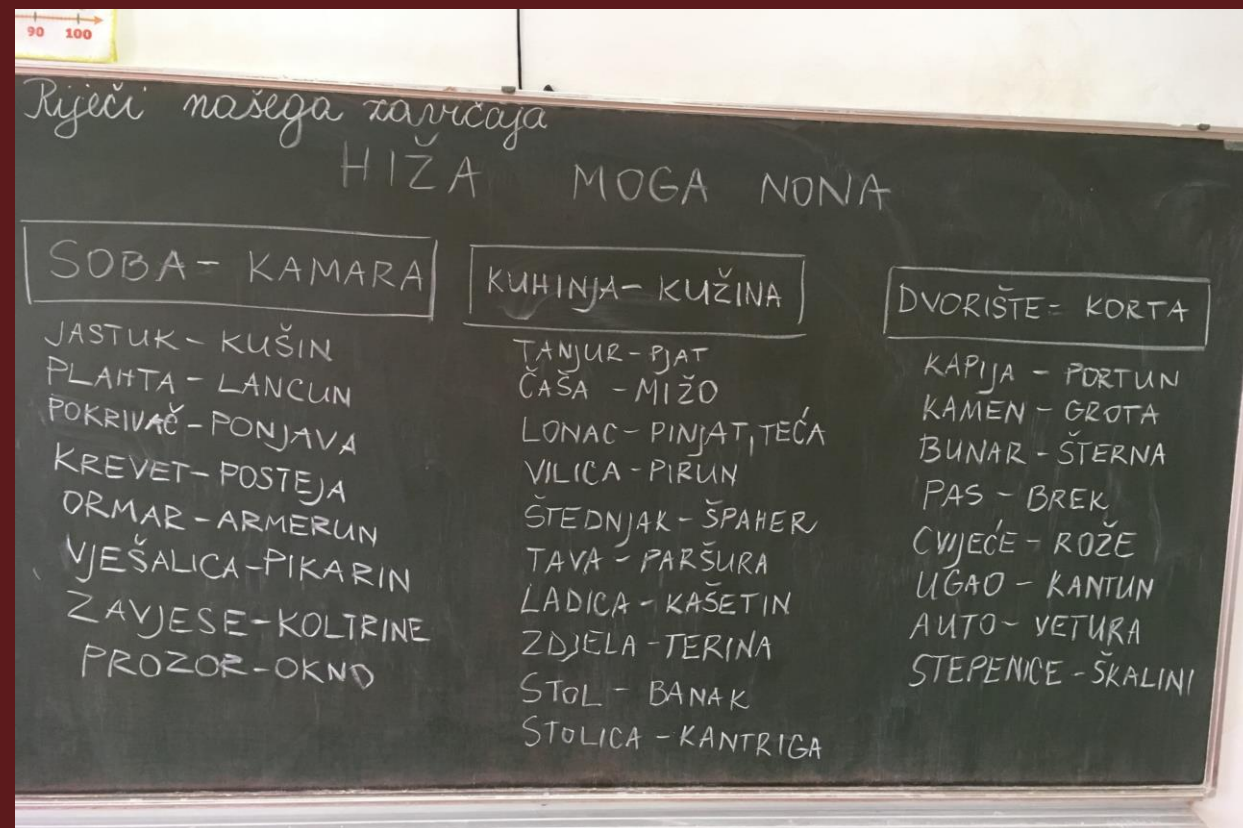 90 100
Riječi našega zavičaja
HIŽA MOGA NONA
SOBA - KAMARA
JASTUK - KUŠIN
PLAHTA - LANCUN
POKRIVAČ - PONJAVA
KREVET - POSTEJA
ORMAR - ARMERUN
VJEŠALICA - PIKARIN
ZAVJESE - KOLTRINE
PROZOR - OKNO
KUHINJA - KUŽINA
TANJUR - PJAT
ČAŠA - MIŽO
LONAC - PINJAT, TEĆA
VILICA - PIRUN
ŠTEDNJAK - ŠPAHER
TAVA - PARŠURA
LADICA - KAŠETIN
ZDJELA - TERINA
STOL - BANAK
STOLICA - KANTRIGA
DVORIŠTE = KORTA
KAPIJA - PORTUN
KAMEN - GROTA
BUNAR - ŠTERNA
PAS - BREK
CVIJEĆE - ROŽE
UGAO - KANTUN
AUTO - VETURA
STEPENICE - ŠKALINI